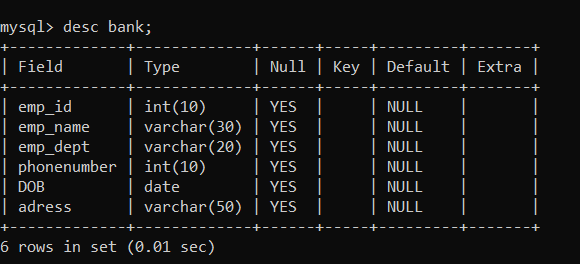 mysql> desc bank;
+-------------+-------------+------+-----+---------+-------+
| Field       | Type        | Null | Key | Default | Extra |
+-------------+-------------+------+-----+---------+-------+
| emp_id      | int(10)     | YES  |     | NULL    |       |
| emp_name    | varchar(30) | YES  |     | NULL    |       |
| emp_dept    | varchar(20) | YES  |     | NULL    |       |
| phonenumber | int(10)     | YES  |     | NULL    |       |
| DOB         | date        | YES  |     | NULL    |       |
| adress      | varchar(50) | YES  |     | NULL    |       |
+-------------+-------------+------+-----+---------+-------+
6 rows in set (0.01 sec)